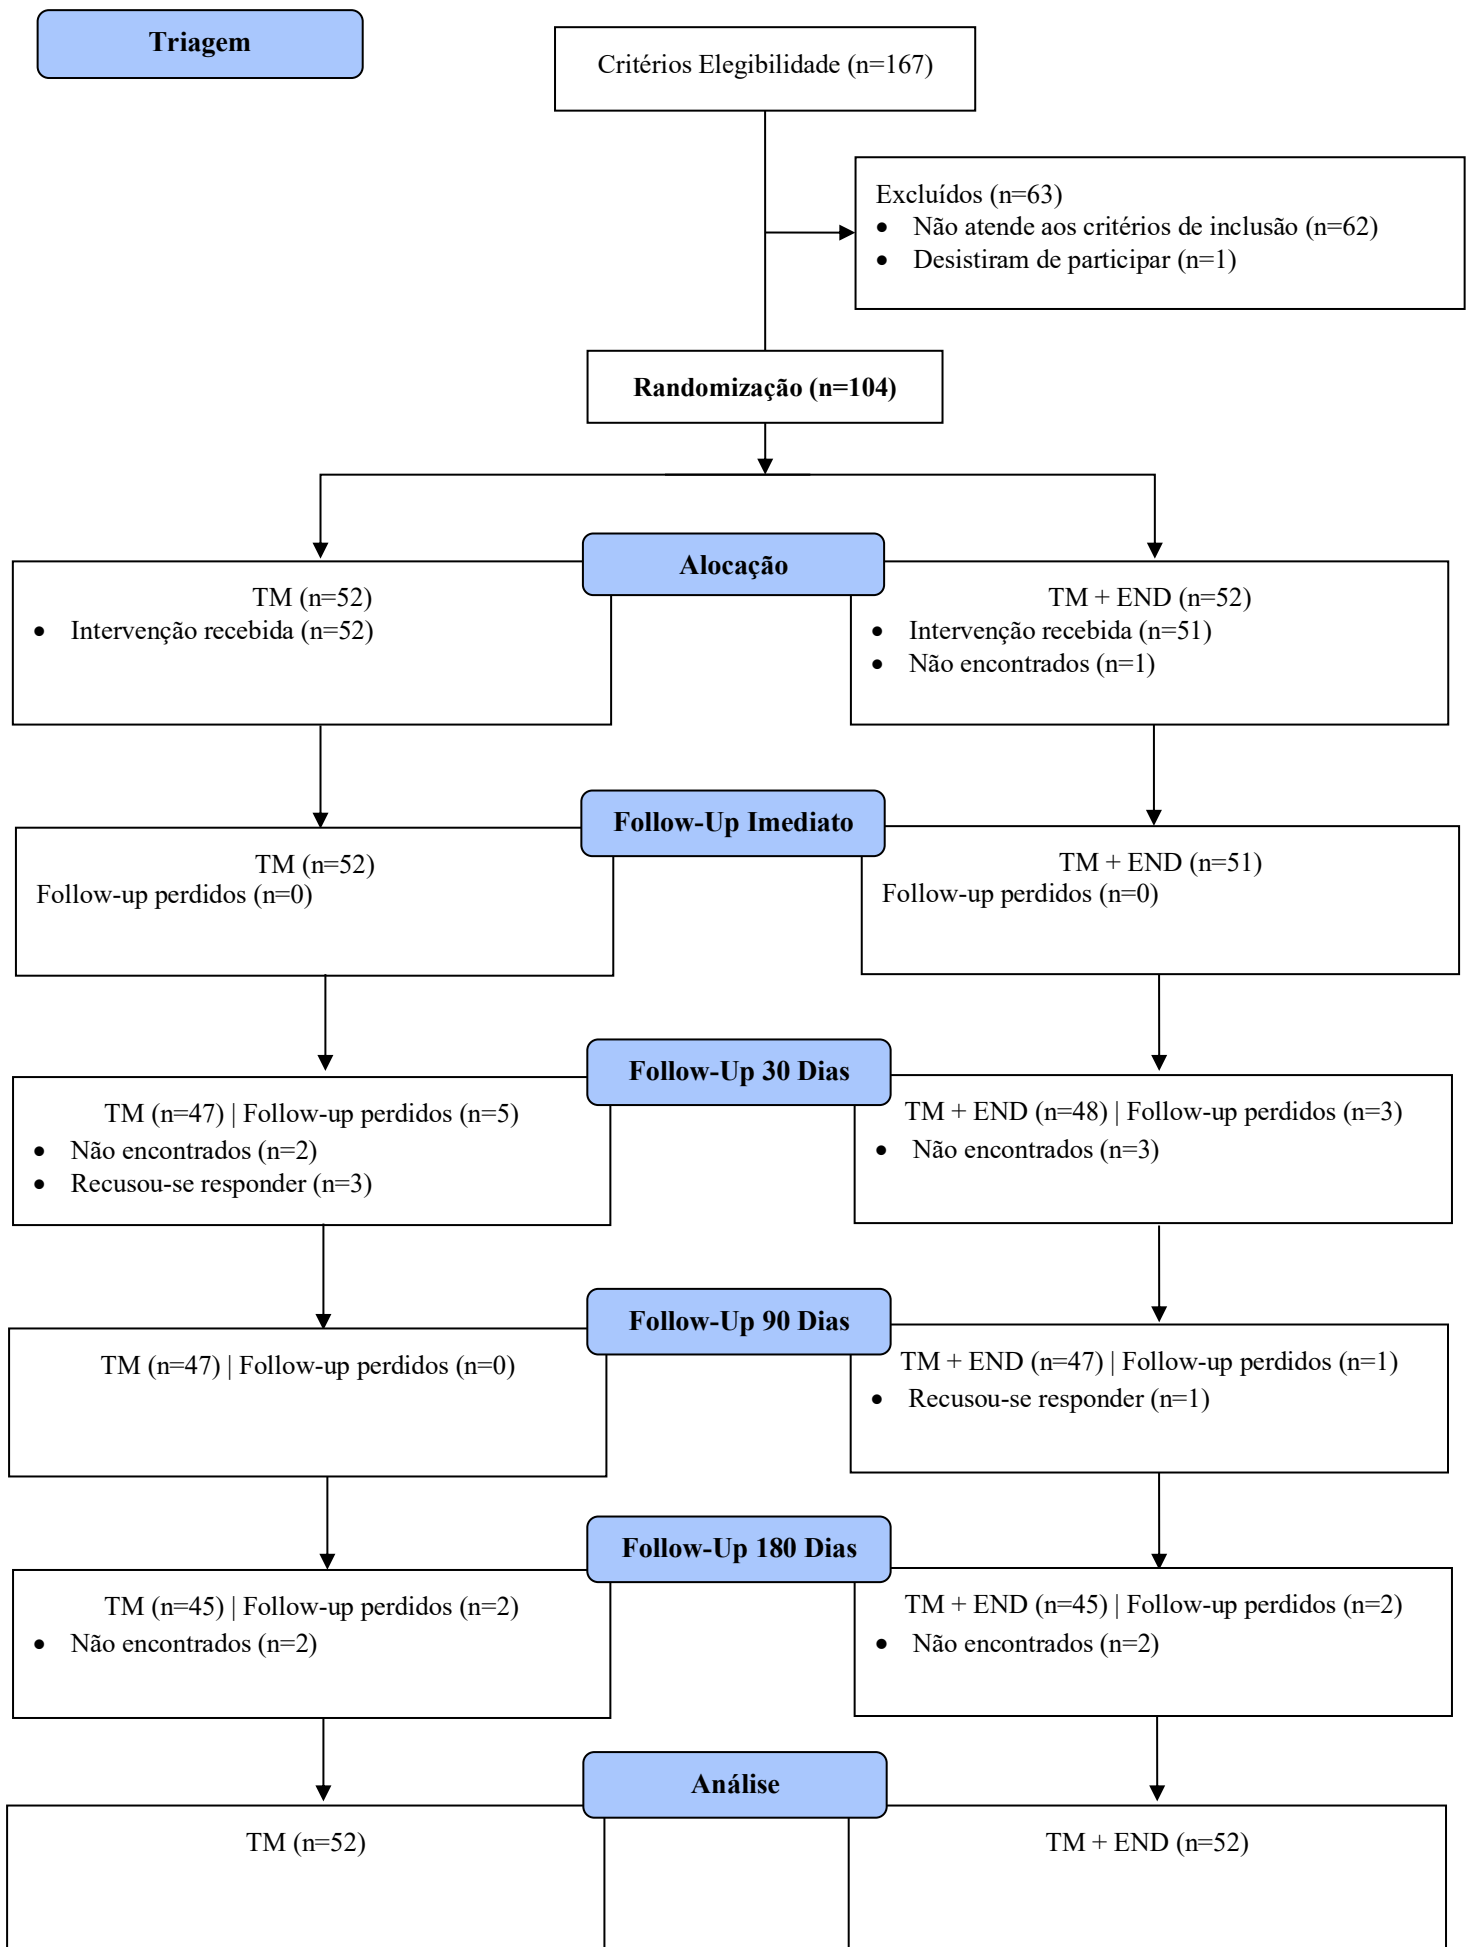 Triagem
Critérios Elegibilidade (n=167)
Excluídos (n=63)
• Não atende aos critérios de inclusão (n=62)
• Desistiram de participar (n=1)
Randomização (n=104)
Alocação
TM (n=52)
• Intervenção recebida (n=52)
TM + END (n=52)
• Intervenção recebida (n=51)
• Não encontrados (n=1)
Follow-Up Imediato
TM (n=52)
Follow-up perdidos (n=0)
TM + END (n=51)
Follow-up perdidos (n=0)
Follow-Up 30 Dias
TM (n=47) | Follow-up perdidos (n=5)
• Não encontrados (n=2)
• Recusou-se responder (n=3)
TM + END (n=48) | Follow-up perdidos (n=3)
• Não encontrados (n=3)
Follow-Up 90 Dias
TM (n=47) | Follow-up perdidos (n=0)
TM + END (n=47) | Follow-up perdidos (n=1)
• Recusou-se responder (n=1)
Follow-Up 180 Dias
TM (n=45) | Follow-up perdidos (n=2)
• Não encontrados (n=2)
TM + END (n=45) | Follow-up perdidos (n=2)
• Não encontrados (n=2)
Análise
TM (n=52)
TM + END (n=52)